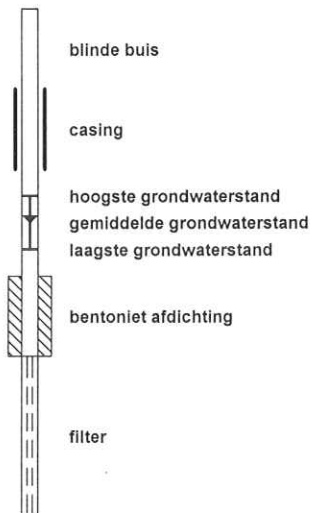 blinde buis
casing
hoogste grondwaterstand
gemiddelde grondwaterstand
laagste grondwaterstand
bentoniet afdichting
filter